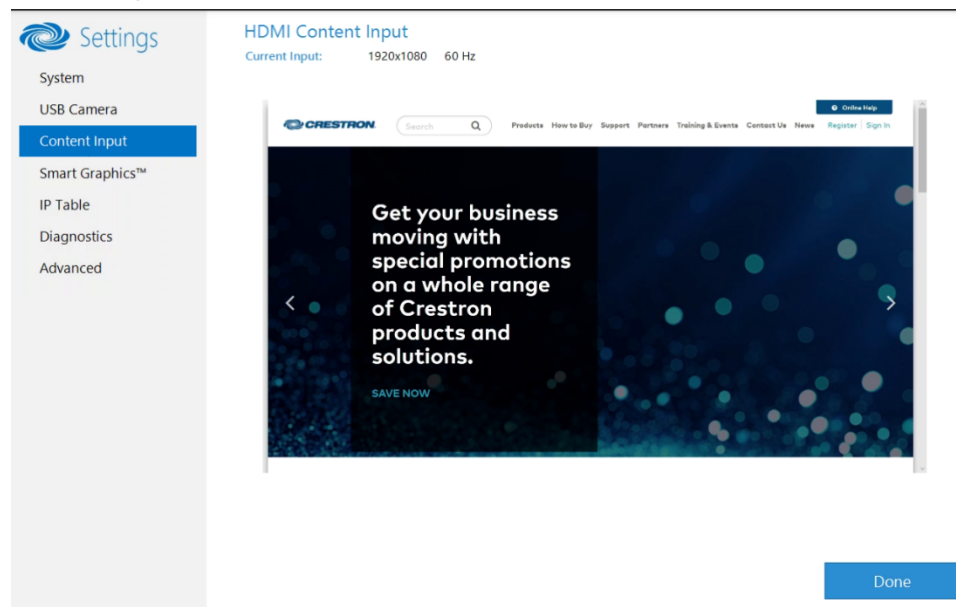 Settings
System
USB Camera
Content Input
Smart Graphics™
IP Table
Diagnostics
Advanced
HDMI Content Input
Current Input: 1920x1080 60 Hz
Online Help
CRESTRON Search Products How to Buy Support Partners Training & Events Contact Us News Register Sign In
Get your business
moving with
special promotions
on a whole range
of Crestron
products and
solutions.
SAVE NOW
Done